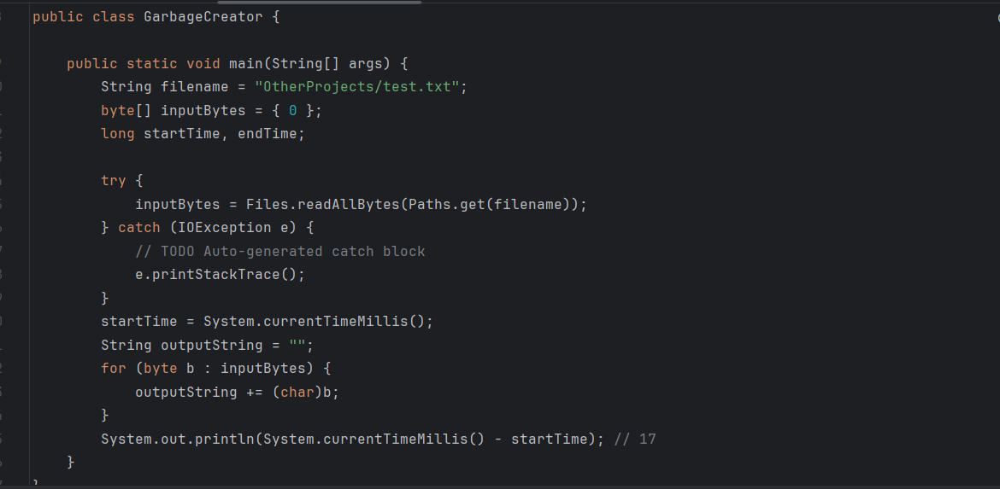 public class GarbageCreator {
public static void main(String[] args) {
String filename = "OtherProjects/test.txt";
byte[] inputBytes = { 0 };
long startTime, endTime;
try {
inputBytes = Files.readAllBytes(Paths.get(filename));
} catch (IOException e) {
// TODO Auto-generated catch block
e.printStackTrace();
}
startTime = System.currentTimeMillis();
String outputString = "";
for (byte b : inputBytes) {
outputString += (char)b;
}
System.out.println(System.currentTimeMillis() - startTime); // 17
}
}